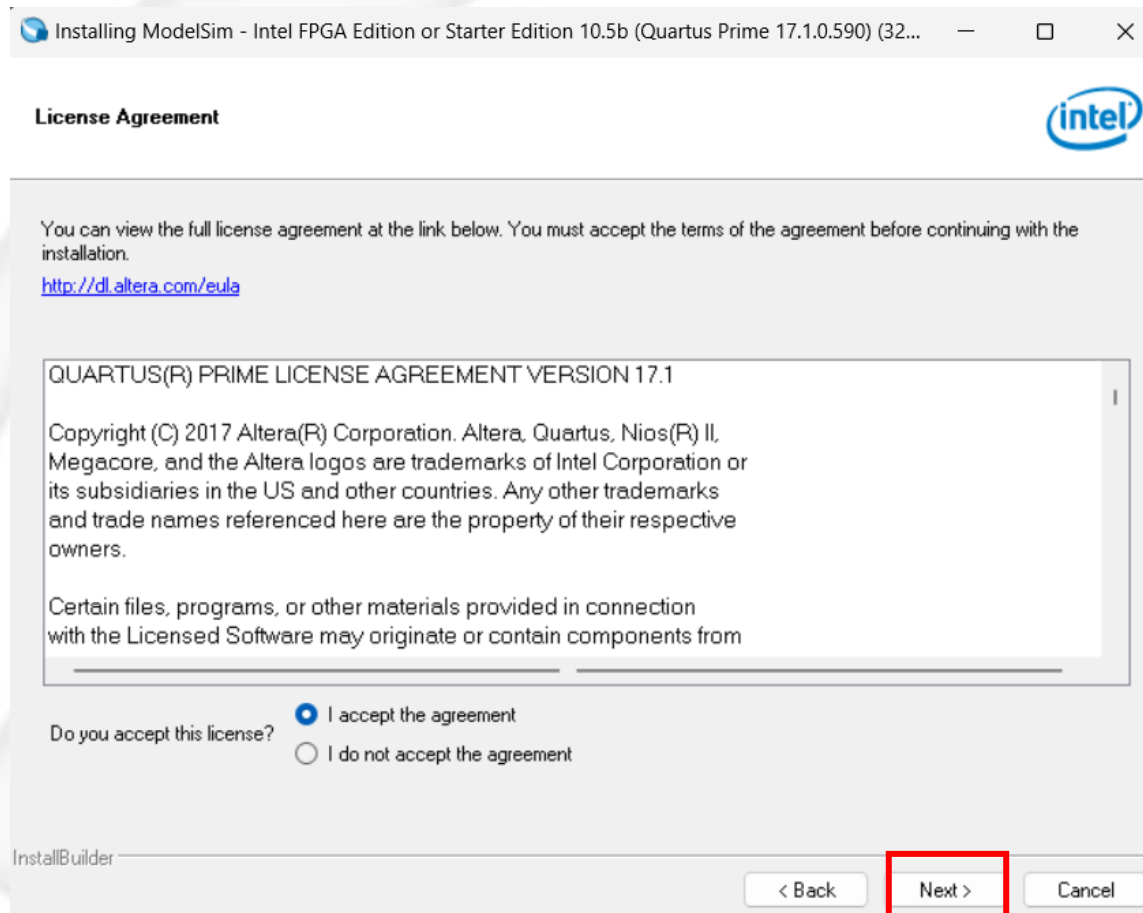 Installing ModelSim - Intel FPGA Edition or Starter Edition 10.5b (Quartus Prime 17.1.0.590) (32...
License Agreement
intel
You can view the full license agreement at the link below. You must accept the terms of the agreement before continuing with the
installation.
http://dl.altera.com/eula
QUARTUS(R) PRIME LICENSE AGREEMENT VERSION 17.1
Copyright (C) 2017 Altera(R) Corporation. Altera, Quartus, Nios(R) II,
Megacore, and the Altera logos are trademarks of Intel Corporation or
its subsidiaries in the US and other countries. Any other trademarks
and trade names referenced here are the property of their respective
owners.
Certain files, programs, or other materials provided in connection
with the Licensed Software may originate or contain components from
Do you accept this license?
I accept the agreement
I do not accept the agreement
InstallBuilder
< Back
Next >
Cancel